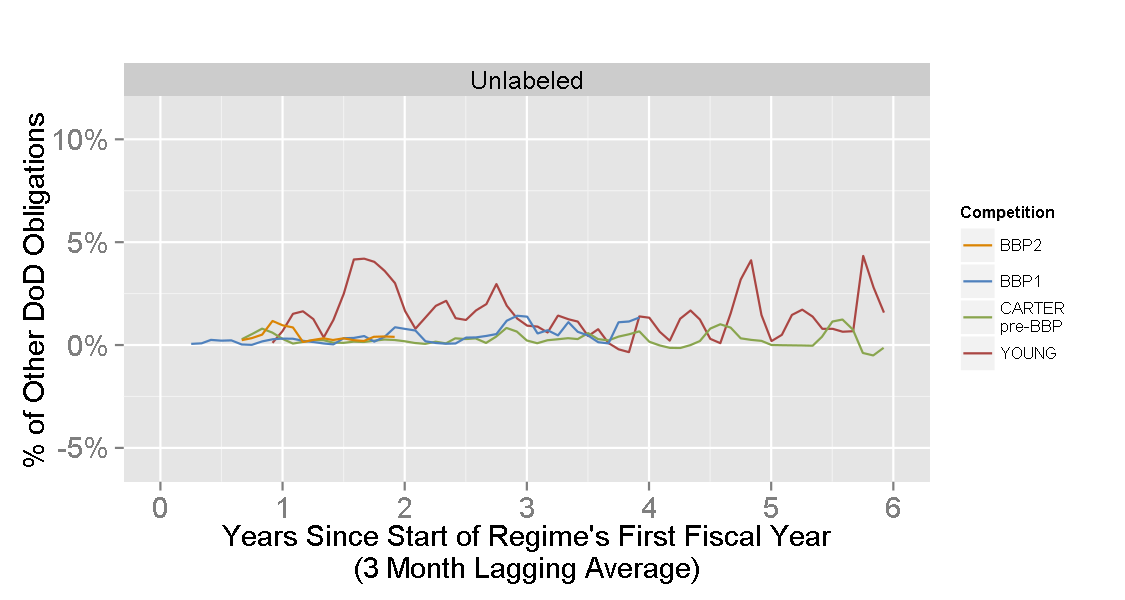 Unlabeled
% of Other DoD Obligations
10%
5%
0%
-5%
0 1 2 3 4 5 6
Years Since Start of Regime's First Fiscal Year
(3 Month Lagging Average)
Competition
BBP2
BBP1
CARTER
pre-BBP
YOUNG